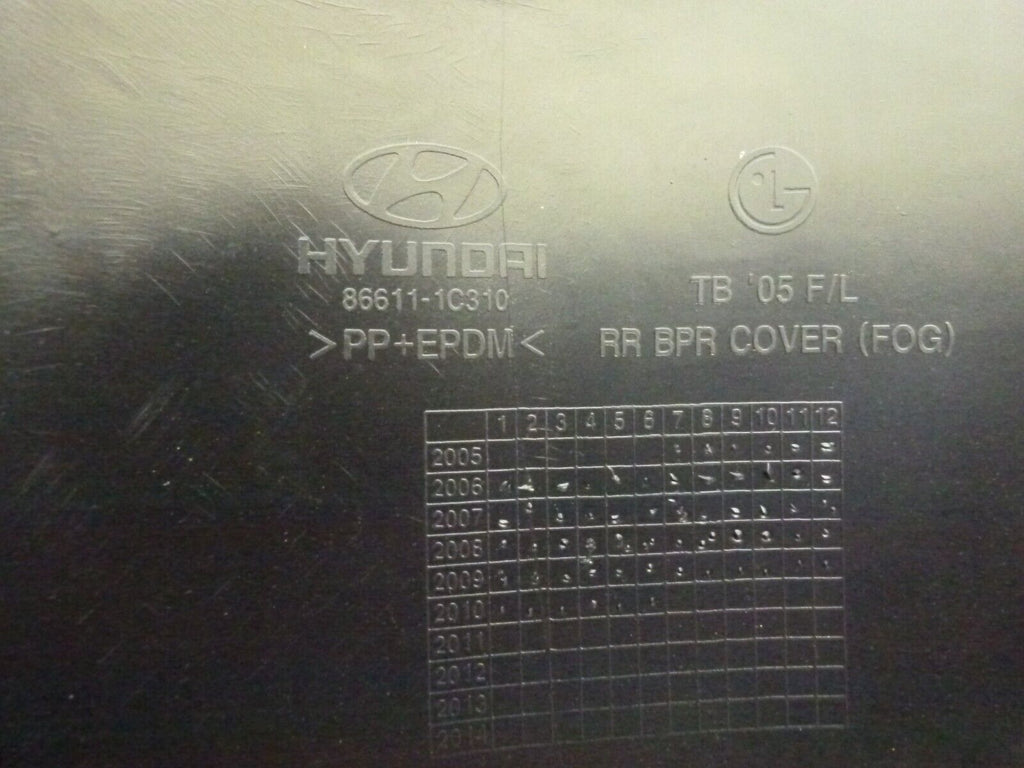 HYUNDAI
86611-1C310
>PP+EPDM<
LG
TB '05 F/L
RR BPR COVER (FOG)
1 2 3 4 5 6 7 8 9 10 11 12
2005
2006
2007
2008
2009
2010
2011
2012
2013
2014